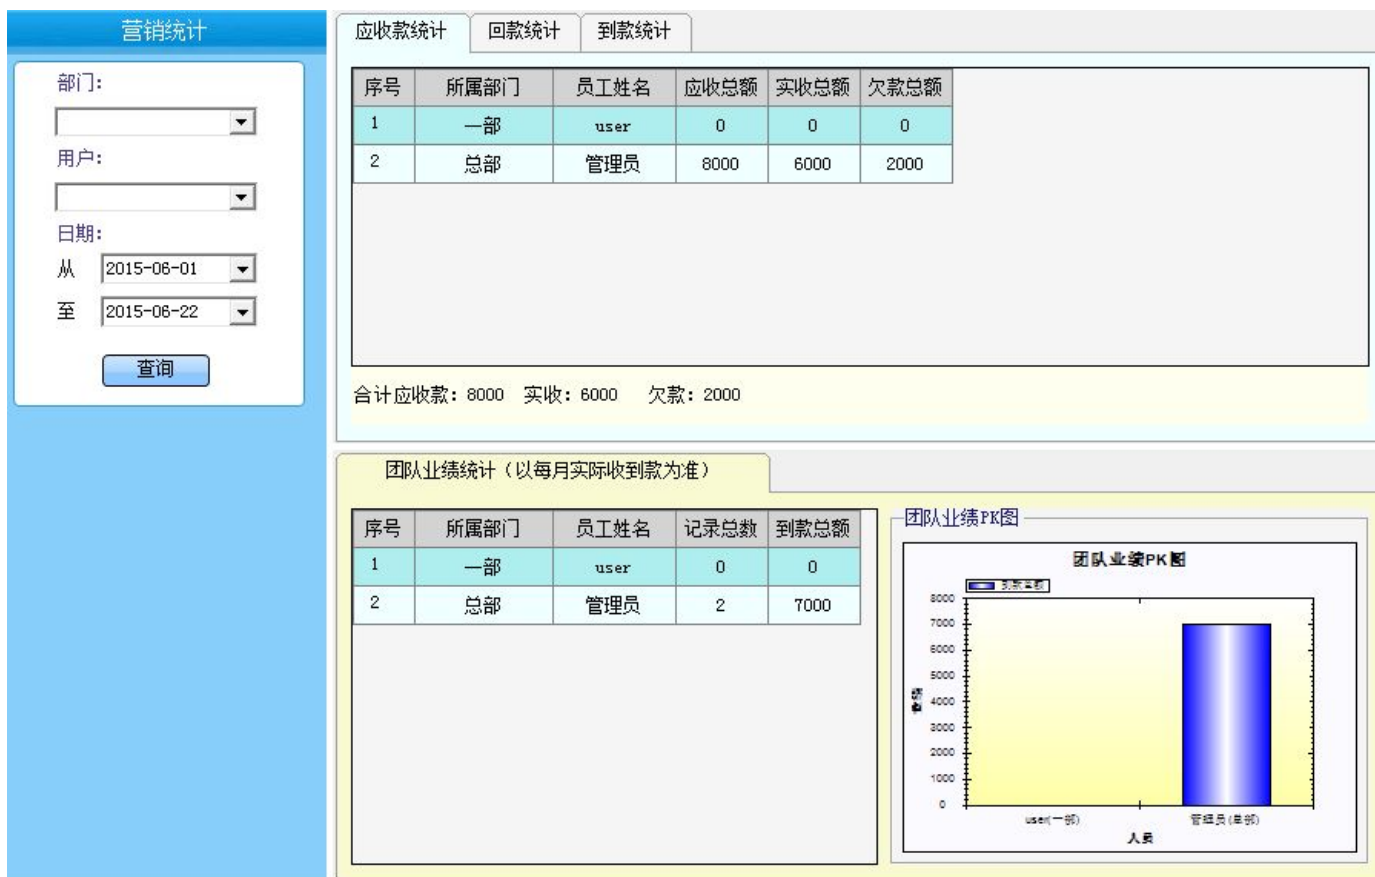 营销统计
部门:
用户:
日期:
从 2015-06-01
至 2015-06-22
查询
应收款统计 回款统计 到款统计
序号 所属部门 员工姓名 应收总额 实收总额 欠款总额
1 一部 user 0 0 0
2 总部 管理员 8000 6000 2000
合计应收款: 8000 实收: 6000 欠款: 2000
团队业绩统计（以每月实际收到款为准）
序号 所属部门 员工姓名 记录总数 到款总额
1 一部 user 0 0
2 总部 管理员 2 7000
团队业绩PK图
团队业绩PK图
到款总额
8000
7000
6000
5000
4000
3000
2000
1000
0
user(一部) 管理员(总部)
人员